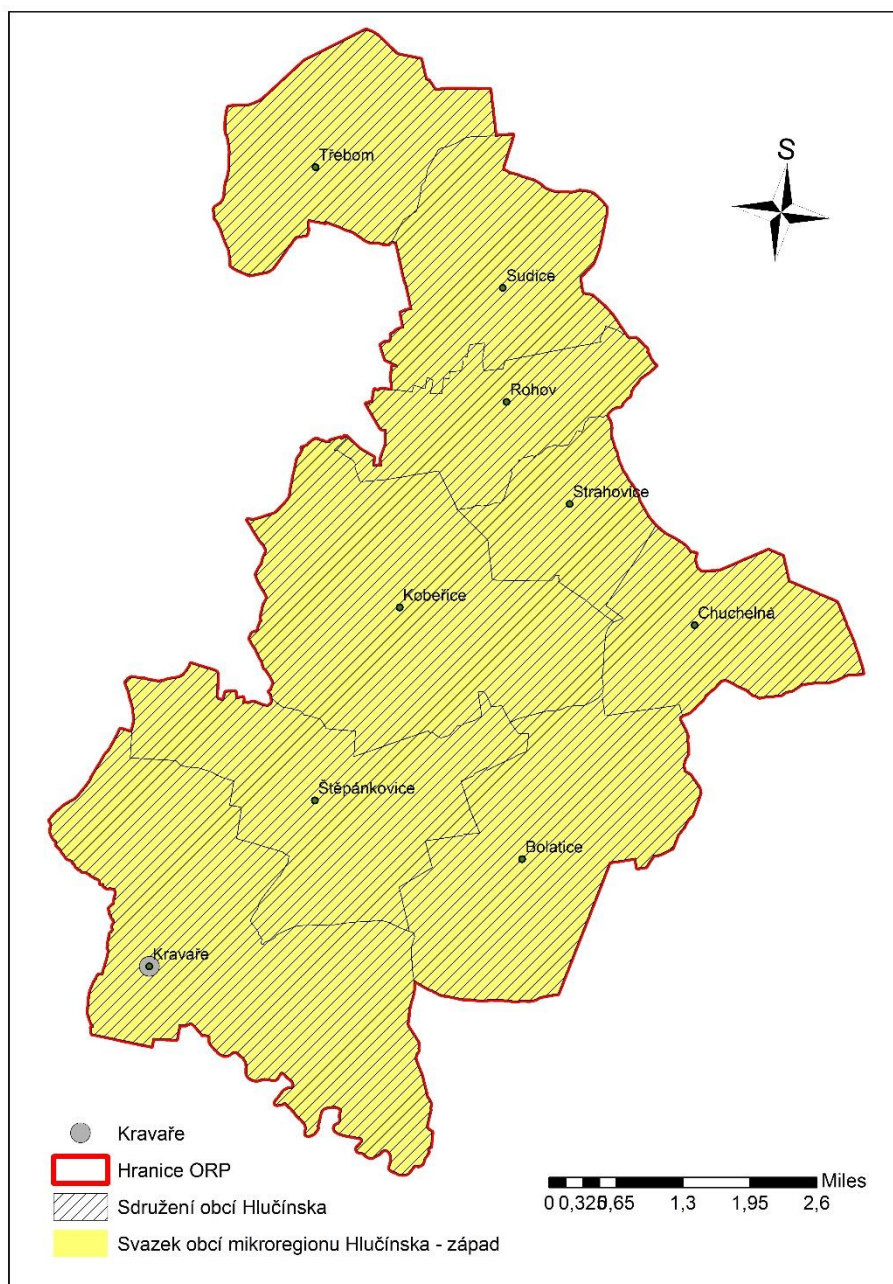 Třebom
S
Sudice
Rohov
Strahovice
Kobeřice
Chuchelná
Štěpánkovice
Bolatice
Kravaře
Kravaře
Hranice ORP
Sdružení obcí Hlučínska
Svazek obcí mikroregionu Hlučínska - západ
Miles
0 0,325 0,65 1,3 1,95 2,6